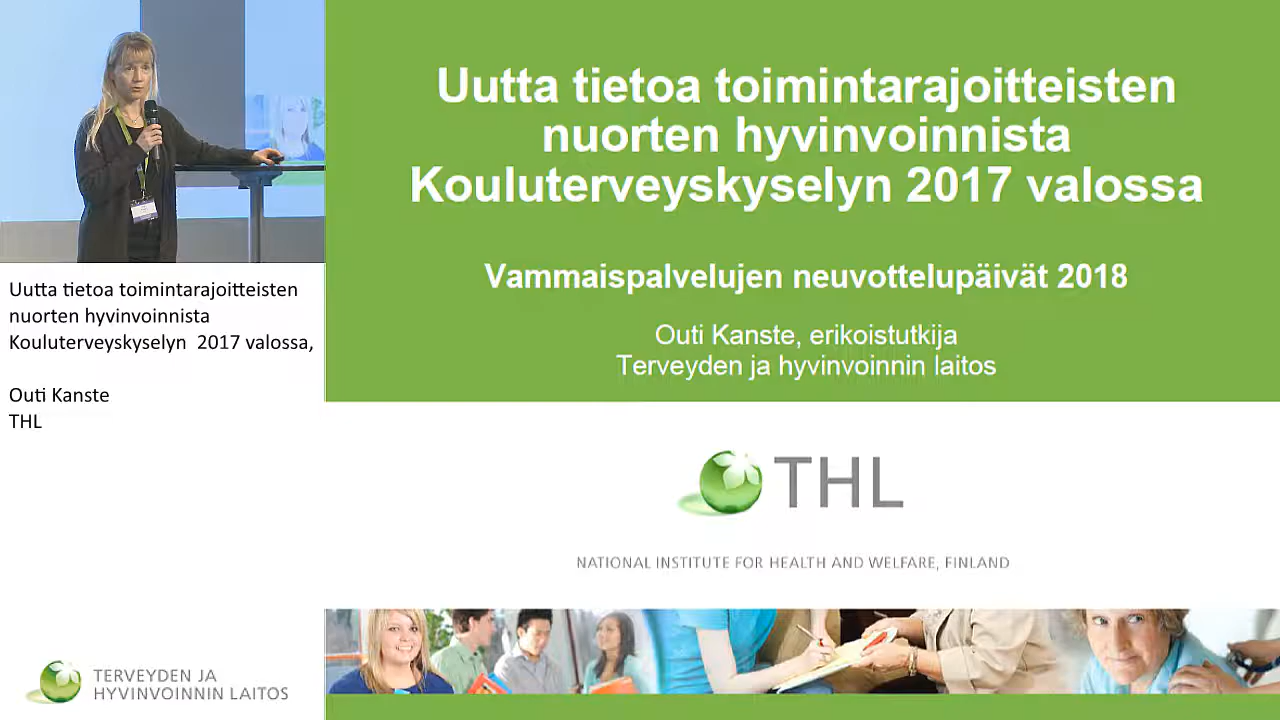 Uutta tietoa toimintarajoitteisten
nuorten hyvinvoinnista
Kouluterveyskyselyn 2017 valossa
Vammaispalvelujen neuvottelupäivät 2018
Outi Kanste, erikoistutkija
Terveyden ja hyvinvoinnin laitos
THL
NATIONAL INSTITUTE FOR HEALTH AND WELFARE, FINLAND
Uutta tietoa toimintarajoitteisten
nuorten hyvinvoinnista
Kouluterveyskyselyn 2017 valossa,
Outi Kanste
THL
TERVEYDEN JA
HYVINVOINNIN LAITOS